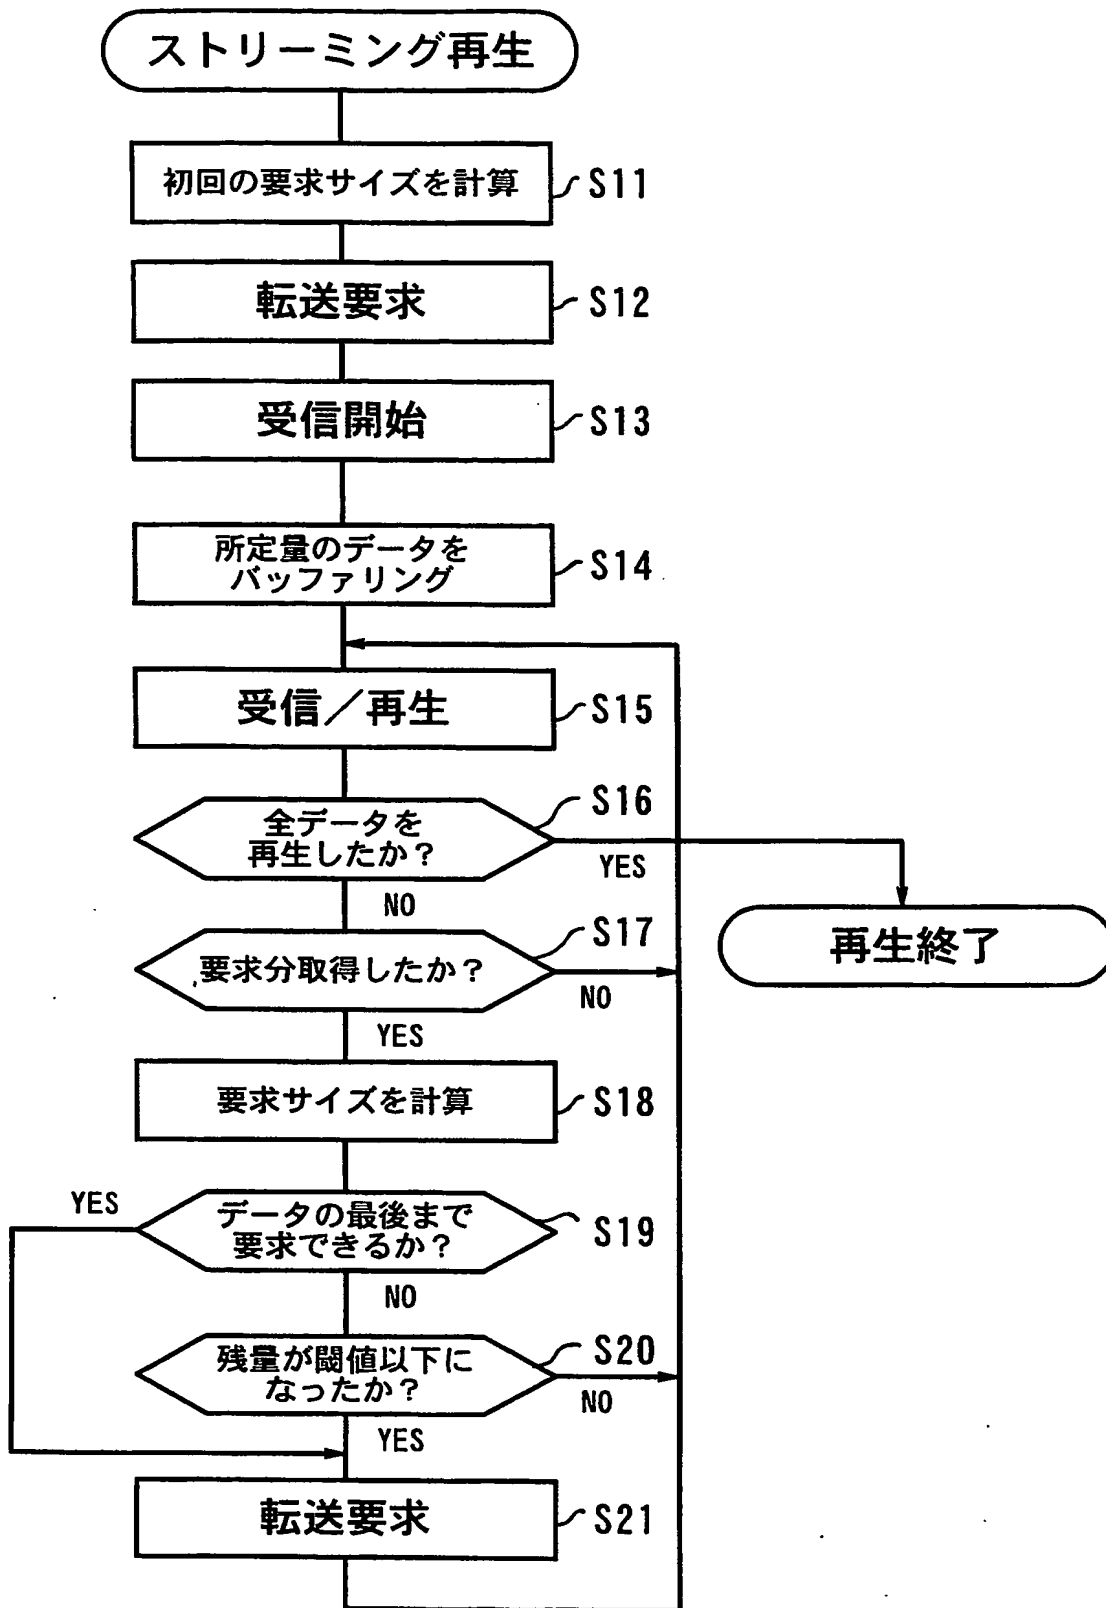 ストリーミング再生
初回の要求サイズを計算
S11
転送要求
S12
受信開始
S13
所定量のデータを
バッファリング
S14
受信/再生
S15
全データを
再生したか?
S16
YES
NO
再生終了
要求分取得したか?
S17
NO
YES
要求サイズを計算
S18
YES
データの最後まで
要求できるか?
S19
NO
残量が閾値以下に
なったか?
S20
NO
YES
転送要求
S21